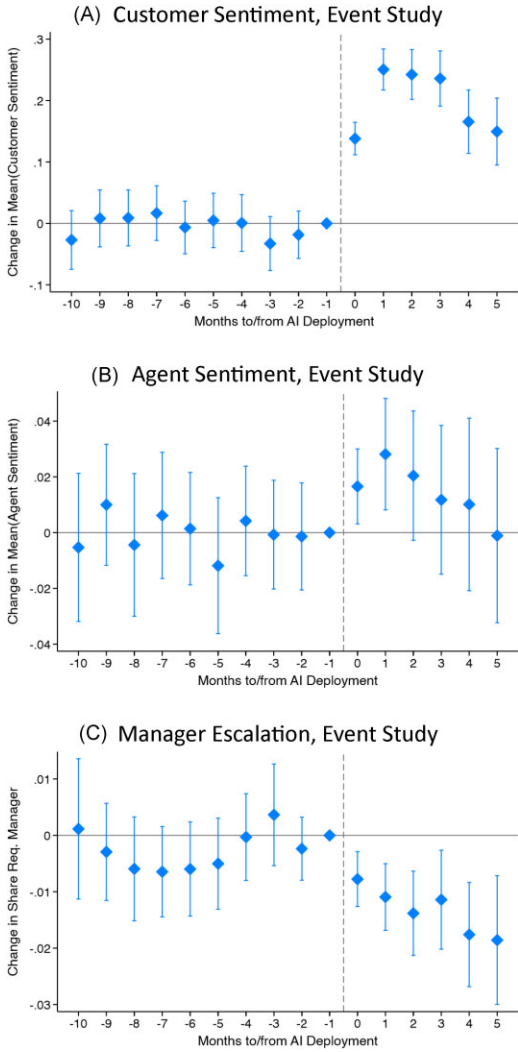 (A) Customer Sentiment, Event Study
Change in Mean(Customer Sentiment)
.3
.2
.1
0
-.1
-10 -9 -8 -7 -6 -5 -4 -3 -2 -1 0 1 2 3 4 5
Months to/from AI Deployment
(B) Agent Sentiment, Event Study
Change in Mean(Agent Sentiment)
.04
.02
0
-.02
-.04
-10 -9 -8 -7 -6 -5 -4 -3 -2 -1 0 1 2 3 4 5
Months to/from AI Deployment
(C) Manager Escalation, Event Study
Change in Share Req. Manager
.01
0
-.01
-.02
-.03
-10 -9 -8 -7 -6 -5 -4 -3 -2 -1 0 1 2 3 4 5
Months to/from AI Deployment